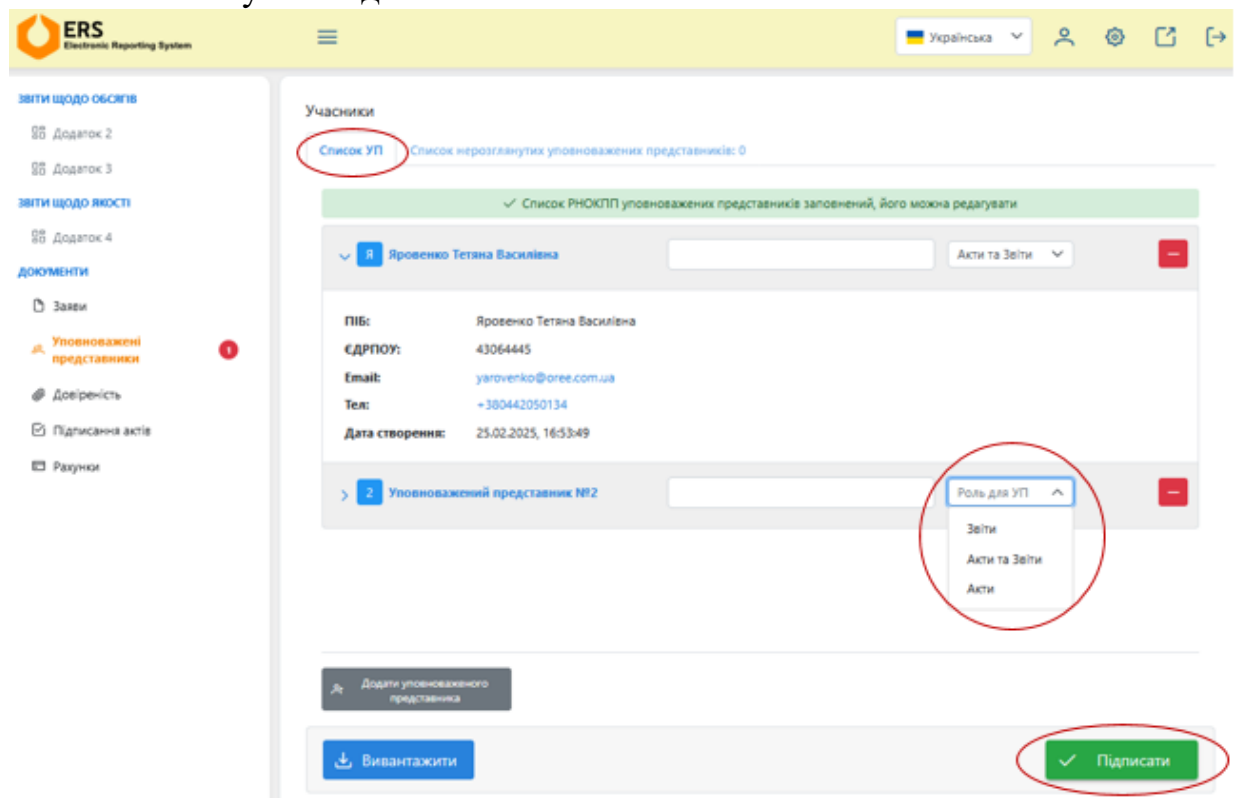 ERS
Electronic Reporting System
Українська
ЗВІТИ ЩОДО ОБСЯГІВ
Додаток 2
Додаток 3
ЗВІТИ ЩОДО ЯКОСТІ
Додаток 4
ДОКУМЕНТИ
Заяви
Уповноважені
представники
1
Довіреність
Підписання актів
Рахунки
Учасники
Список УП
Список нерозглянутих уповноважених представників: 0
Список РНОКПП уповноважених представників заповнений, його можна редагувати
Я Яровенко Тетяна Василівна
Акти та Звіти
ПІБ: Яровенко Тетяна Василівна
ЄДРПОУ: 43064445
Email: yarovenko@oree.com.ua
Тел: +380442050134
Дата створення: 25.02.2025, 16:53:49
2 Уповноважений представник №2
Роль для УП
Звіти
Акти та Звіти
Акти
Додати уповноваженого
представника
Вивантажити
Підписати